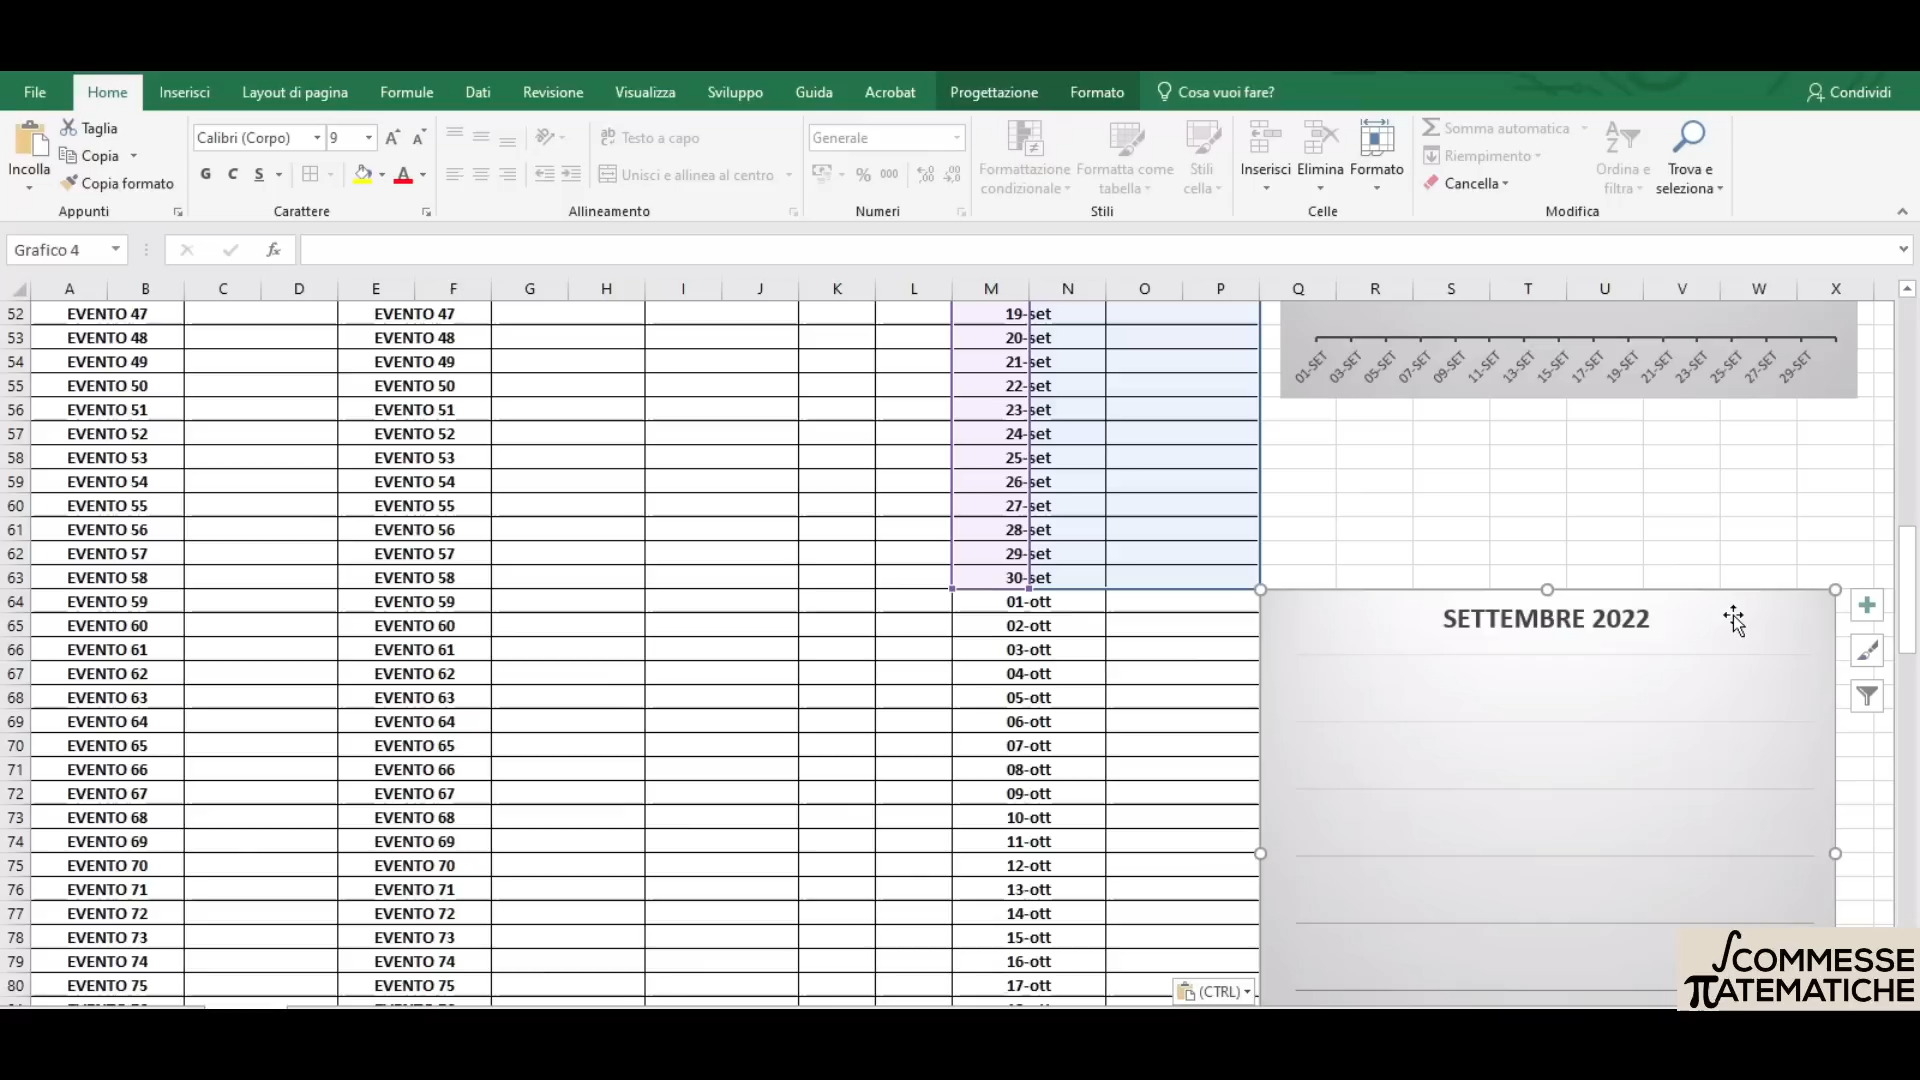 File Home Inserisci Layout di pagina Formule Dati Revisione Visualizza Sviluppo Guida Acrobat Progettazione Formato Cosa vuoi fare? Condividi
Incolla
Taglia
Copia
Copia formato
Appunti
Calibri (Corpo) 9
G C S
Carattere
Testo a capo
Unisci e allinea al centro
Allineamento
Generale
% 000
Numeri
Formattazione condizionale
Formatta come tabella
Stili cella
Stili
Inserisci Elimina Formato
Celle
Somma automatica
Riempimento
Cancella
Ordina e filtra
Trova e seleziona
Modifica
Grafico 4
fx
A B C D E F G H I J K L M N O P Q R S T U V W X
52 EVENTO 47 EVENTO 47 19-set
53 EVENTO 48 EVENTO 48 20-set
54 EVENTO 49 EVENTO 49 21-set
55 EVENTO 50 EVENTO 50 22-set
56 EVENTO 51 EVENTO 51 23-set
57 EVENTO 52 EVENTO 52 24-set
58 EVENTO 53 EVENTO 53 25-set
59 EVENTO 54 EVENTO 54 26-set
60 EVENTO 55 EVENTO 55 27-set
61 EVENTO 56 EVENTO 56 28-set
62 EVENTO 57 EVENTO 57 29-set
63 EVENTO 58 EVENTO 58 30-set
64 EVENTO 59 EVENTO 59 01-ott
65 EVENTO 60 EVENTO 60 02-ott
66 EVENTO 61 EVENTO 61 03-ott
67 EVENTO 62 EVENTO 62 04-ott
68 EVENTO 63 EVENTO 63 05-ott
69 EVENTO 64 EVENTO 64 06-ott
70 EVENTO 65 EVENTO 65 07-ott
71 EVENTO 66 EVENTO 66 08-ott
72 EVENTO 67 EVENTO 67 09-ott
73 EVENTO 68 EVENTO 68 10-ott
74 EVENTO 69 EVENTO 69 11-ott
75 EVENTO 70 EVENTO 70 12-ott
76 EVENTO 71 EVENTO 71 13-ott
77 EVENTO 72 EVENTO 72 14-ott
78 EVENTO 73 EVENTO 73 15-ott
79 EVENTO 74 EVENTO 74 16-ott
80 EVENTO 75 EVENTO 75 17-ott
01-SET 03-SET 05-SET 07-SET 09-SET 11-SET 13-SET 15-SET 17-SET 19-SET 21-SET 23-SET 25-SET 27-SET 29-SET
SETTEMBRE 2022
(CTRL)
∫COMMESSE
πATEMATICHE